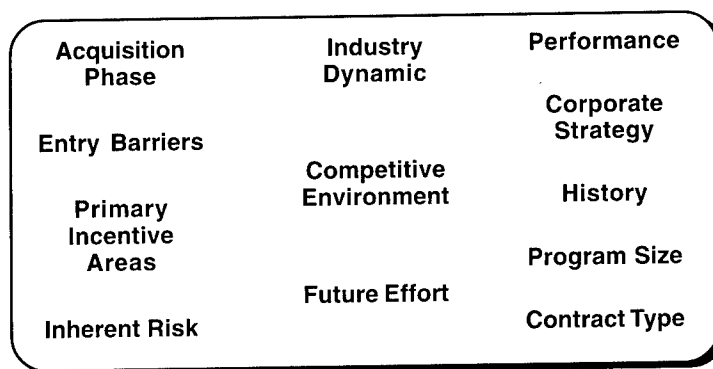 Acquisition
Phase
Entry Barriers
Primary
Incentive
Areas
Inherent Risk
Industry
Dynamic
Competitive
Environment
Future Effort
Performance
Corporate
Strategy
History
Program Size
Contract Type